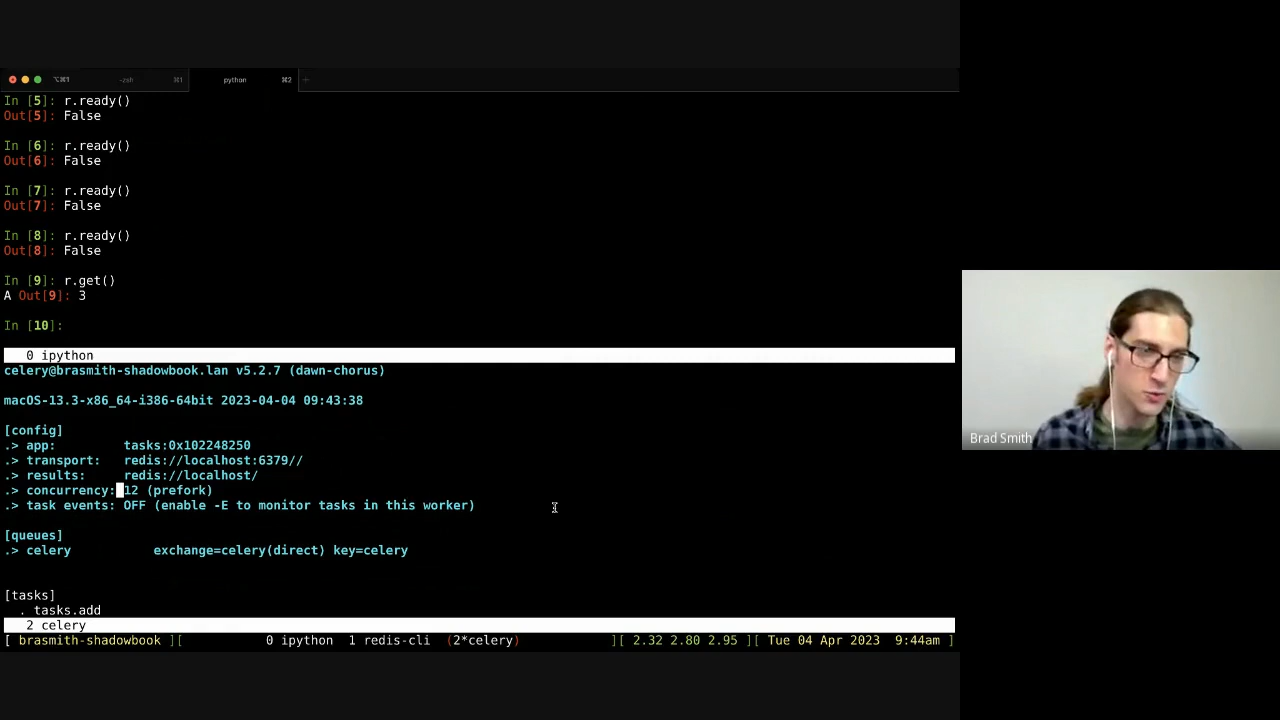 ⌥⌘1 -zsh ⌘1 python ⌘2 +
In [5]: r.ready()
Out[5]: False
In [6]: r.ready()
Out[6]: False
In [7]: r.ready()
Out[7]: False
In [8]: r.ready()
Out[8]: False
In [9]: r.get()
A Out[9]: 3
In [10]:
0 ipython
celery@brasmith-shadowbook.lan v5.2.7 (dawn-chorus)
macOS-13.3-x86_64-i386-64bit 2023-04-04 09:43:38
[config]
.> app: tasks:0x102248250
.> transport: redis://localhost:6379//
.> results: redis://localhost/
.> concurrency: 12 (prefork)
.> task events: OFF (enable -E to monitor tasks in this worker)
[queues]
.> celery exchange=celery(direct) key=celery
[tasks]
. tasks.add
2 celery
[ brasmith-shadowbook ][ 0 ipython 1 redis-cli (2*celery) ][ 2.32 2.80 2.95 ][ Tue 04 Apr 2023 9:44am ]
Brad Smith